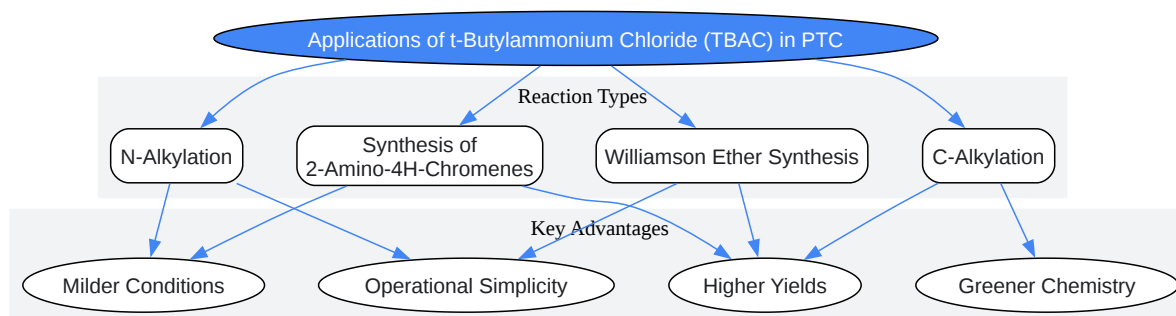 Applications of t-Butylammonium Chloride (TBAC) in PTC
Reaction Types
N-Alkylation
Synthesis of
2-Amino-4H-Chromenes
Williamson Ether Synthesis
C-Alkylation
Key Advantages
Milder Conditions
Operational Simplicity
Higher Yields
Greener Chemistry